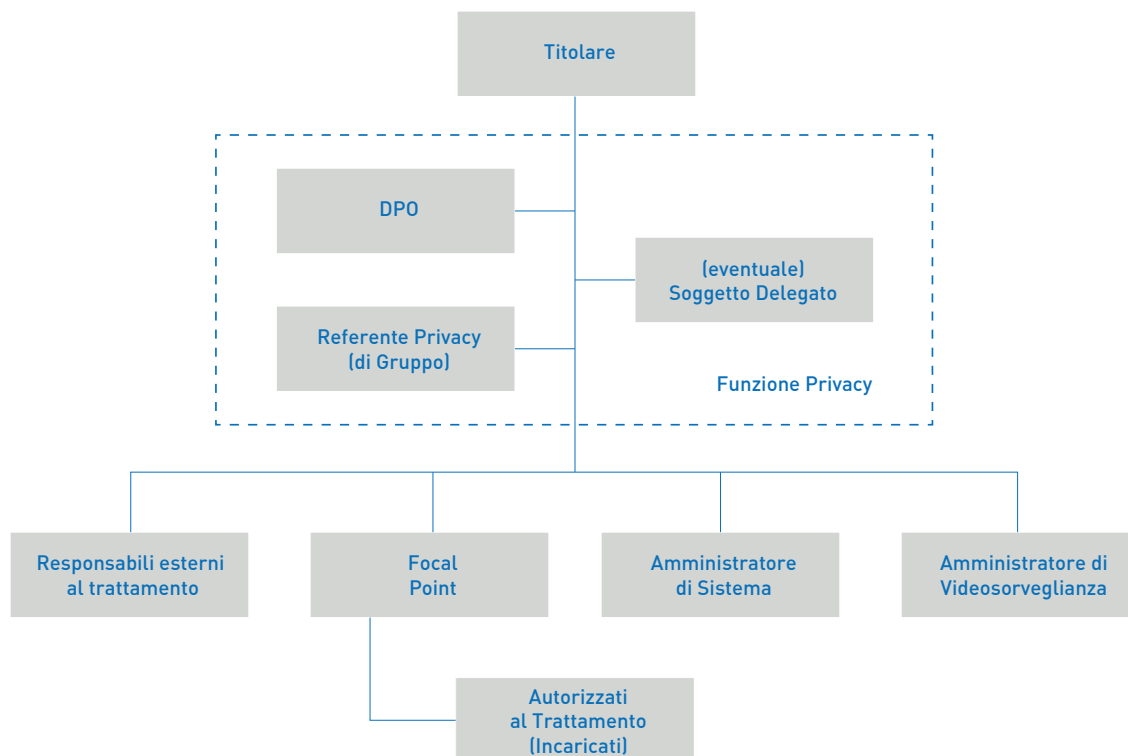 Titolare
DPO
(eventuale)
Soggetto Delegato
Referente Privacy
(di Gruppo)
Funzione Privacy
Responsabili esterni
al trattamento
Focal
Point
Amministratore
di Sistema
Amministratore di
Videosorveglianza
Autorizzati
al Trattamento
(Incaricati)